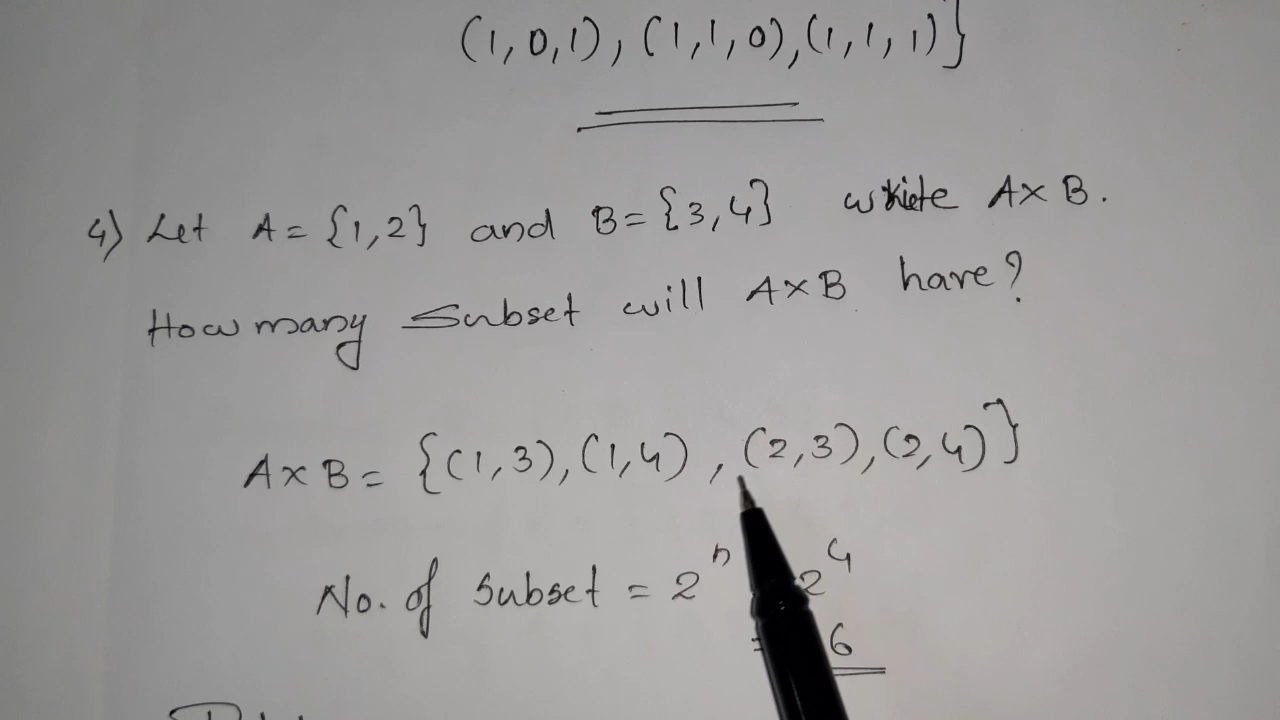 (1,0,1), (1,1,0), (1,1,1)}
4) Let A = {1,2} and B = {3,4} write A×B.
How many Subset will A×B have?
A×B = {(1,3),(1,4) ,(2,3),(2,4)}
No. of Subset = 2ⁿ 2⁴
= 6